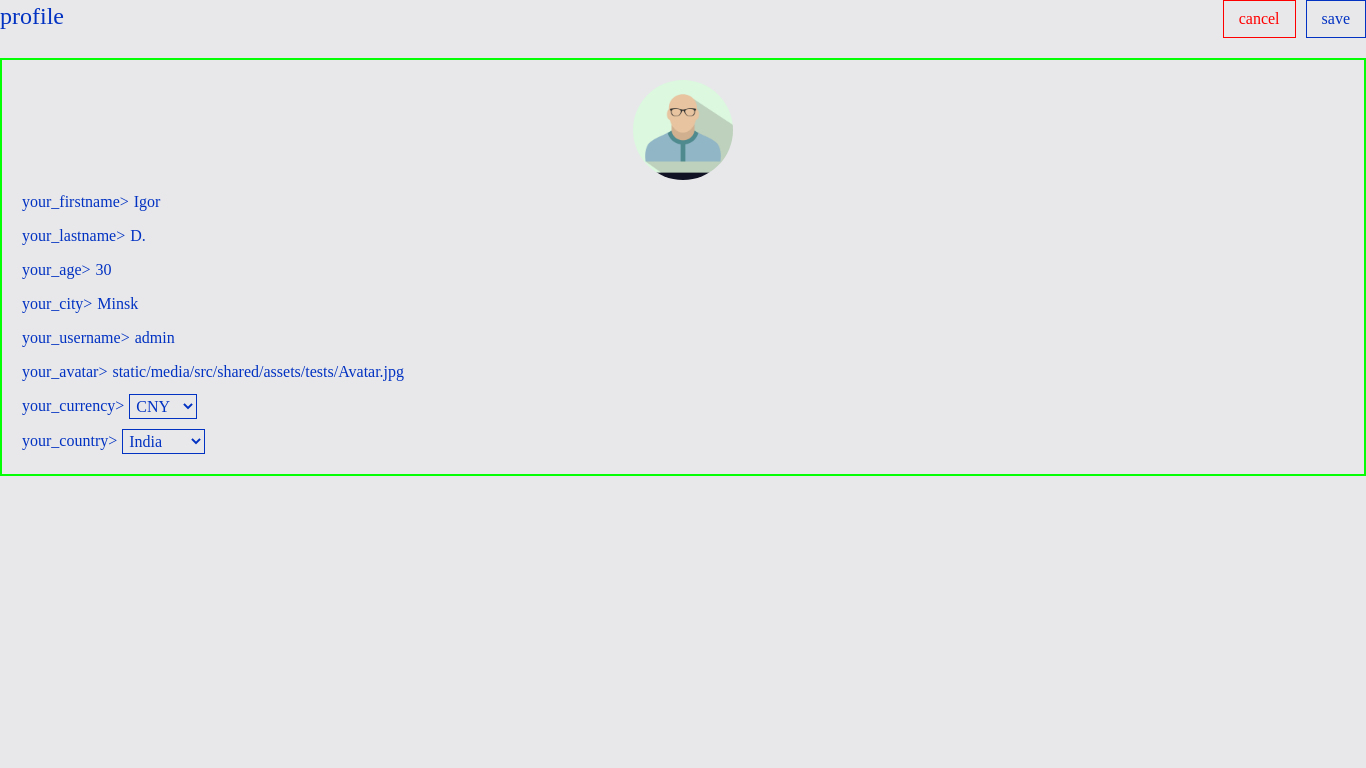 profile
cancel save
your_firstname> Igor
your_lastname> D.
your_age> 30
your_city> Minsk
your_username> admin
your_avatar> static/media/src/shared/assets/tests/Avatar.jpg
your_currency> CNY
your_country> India